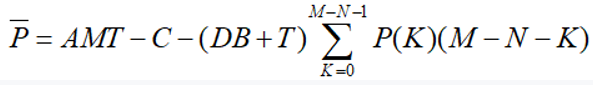 P̅ = AMT − C − (DB + T) ∑_{K=0}^{M−N−1} P(K)(M − N − K)